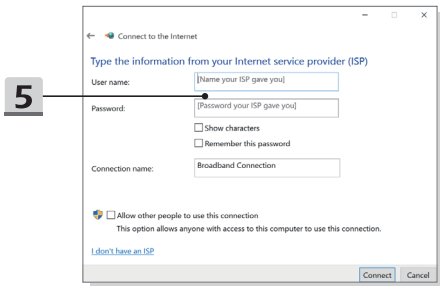 Connect to the Internet
Type the information from your Internet service provider (ISP)
User name: [Name your ISP gave you]
5
Password: [Password your ISP gave you]
Show characters
Remember this password
Connection name: Broadband Connection
Allow other people to use this connection
This option allows anyone with access to this computer to use this connection.
I don't have an ISP
Connect Cancel